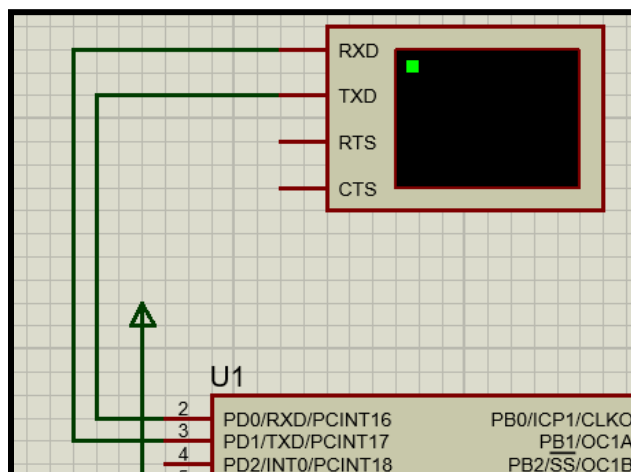 RXD
TXD
RTS
CTS
U1
2 PD0/RXD/PCINT16 PB0/ICP1/CLKO
3 PD1/TXD/PCINT17 PB1/OC1A
4 PD2/INT0/PCINT18 PB2/SS/OC1B